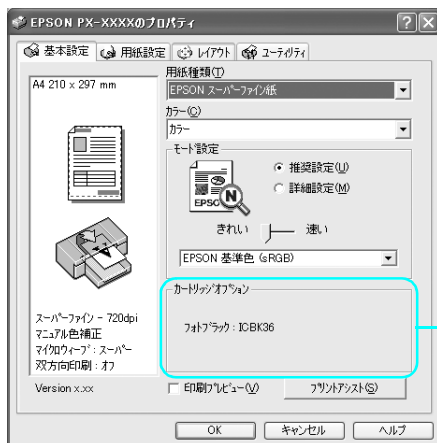 EPSON PX-XXXXのプロパティ
基本設定 用紙設定 レイアウト ユーティリティ
A4 210 x 297 mm
用紙種類(T)
EPSON スーパーファイン紙
カラー(C)
カラー
モード設定
推奨設定(U)
詳細設定(M)
EPSO
N
きれい 速い
EPSON 基準色 (sRGB)
カートリッジオプション
フォトブラック : ICBK36
スーパーファイン - 720dpi
マニュアル色補正
マイクロウィーブ : スーパー
双方向印刷 : オフ
Version x.xx
印刷プレビュー(V) プリントアシスト(S)
OK キャンセル ヘルプ